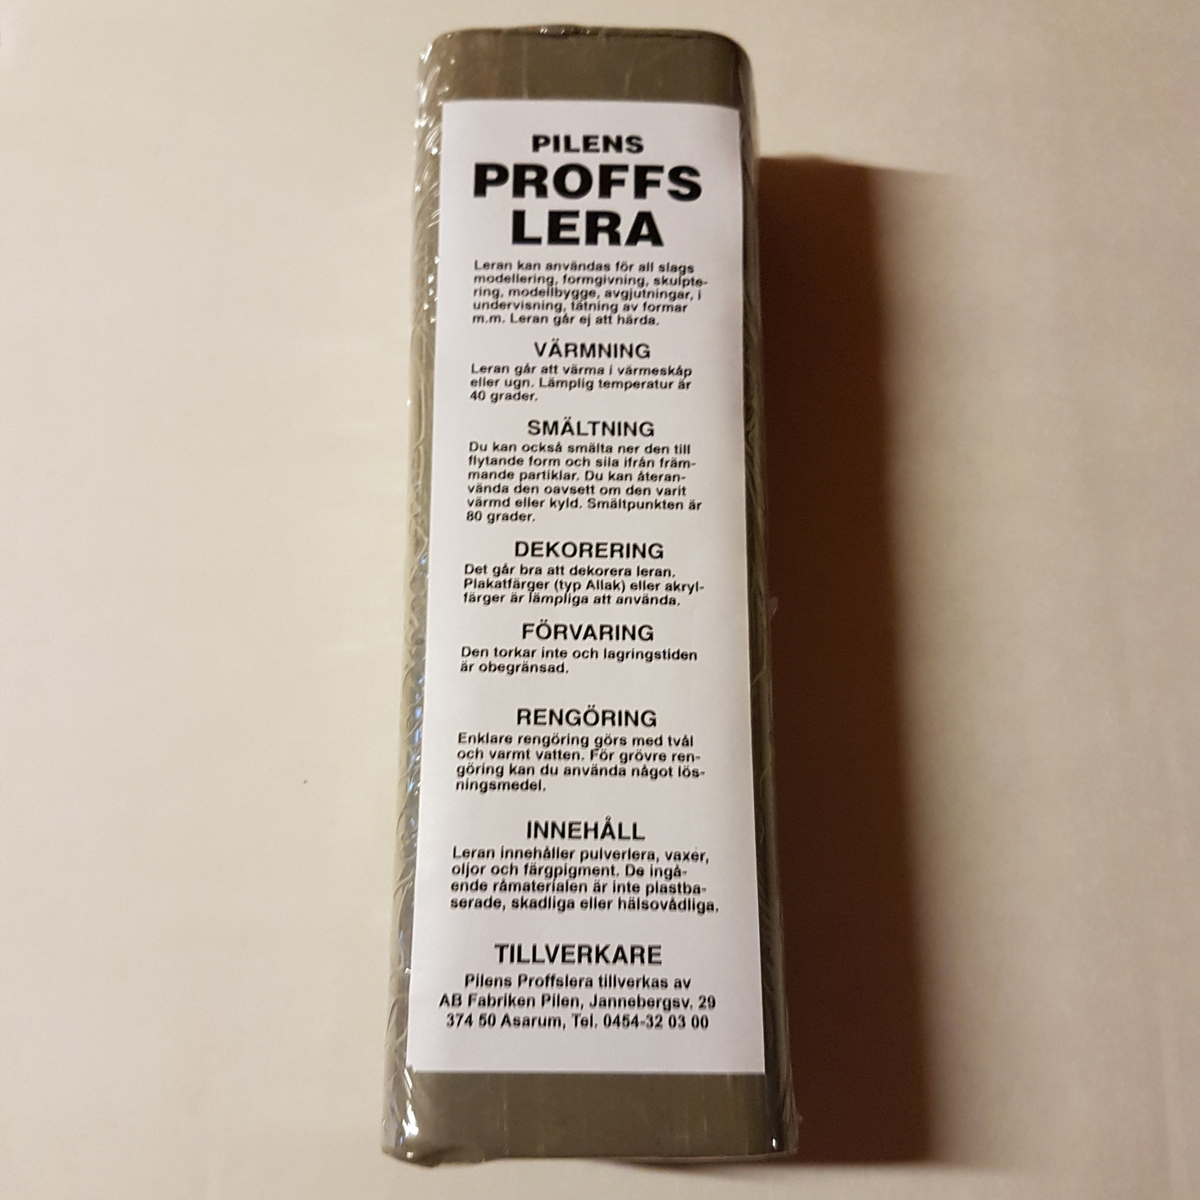 PILENS
PROFFS
LERA
Leran kan användas för all slags
modellering, formgivning, skulpte-
ring, modellbygge, avgjutningar, i
undervisning, tätning av formar
m.m. Leran går ej att härda.
VÄRMNING
Leran går att värma i värmeskåp
eller ugn. Lämplig temperatur är
40 grader.
SMÄLTNING
Du kan också smälta ner den till
flytande form och sila ifrån främ-
mande partiklar. Du kan återan-
vända den oavsett om den varit
värmd eller kyld. Smältpunkten är
80 grader.
DEKORERING
Det går bra att dekorera leran.
Plakatfärger (typ Allak) eller akryl-
färger är lämpliga att använda.
FÖRVARING
Den torkar inte och lagringstiden
är obegränsad.
RENGÖRING
Enklare rengöring görs med tvål
och varmt vatten. För grövre ren-
göring kan du använda något lös-
ningsmedel.
INNEHÅLL
Leran innehåller pulverlera, vaxer,
oljor och färgpigment. De ingå-
ende råmaterialen är inte plastba-
serade, skadliga eller hälsovådliga.
TILLVERKARE
Pilens Proffslera tillverkas av
AB Fabriken Pilen, Jannebergsv. 29
374 50 Asarum, Tel. 0454-32 03 00